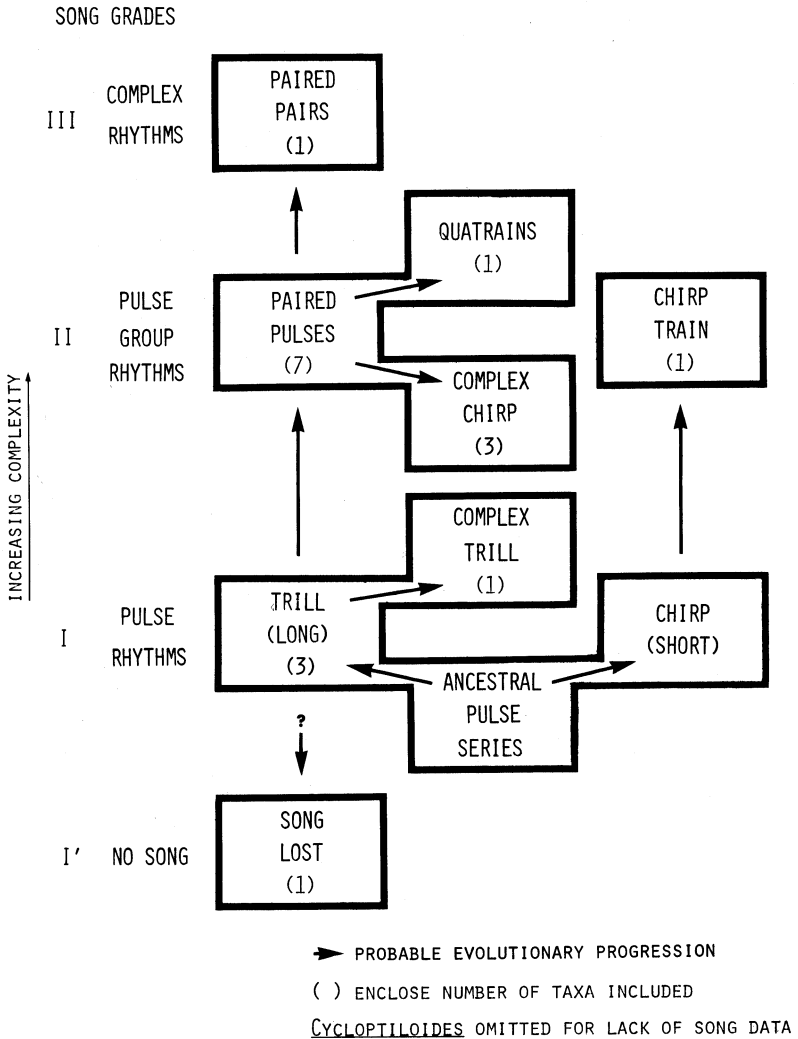 SONG GRADES
III
COMPLEX
RHYTHMS
PAIRED
PAIRS
(1)
QUATRAINS
(1)
II
PULSE
GROUP
RHYTHMS
PAIRED
PULSES
(7)
COMPLEX
CHIRP
(3)
CHIRP
TRAIN
(1)
INCREASING COMPLEXITY
COMPLEX
TRILL
(1)
I
PULSE
RHYTHMS
TRILL
(LONG)
(3)
CHIRP
(SHORT)
ANCESTRAL
PULSE
SERIES
?
I' NO SONG
SONG
LOST
(1)
PROBABLE EVOLUTIONARY PROGRESSION
( ) ENCLOSE NUMBER OF TAXA INCLUDED
CYCLOPTILOIDES OMITTED FOR LACK OF SONG DATA